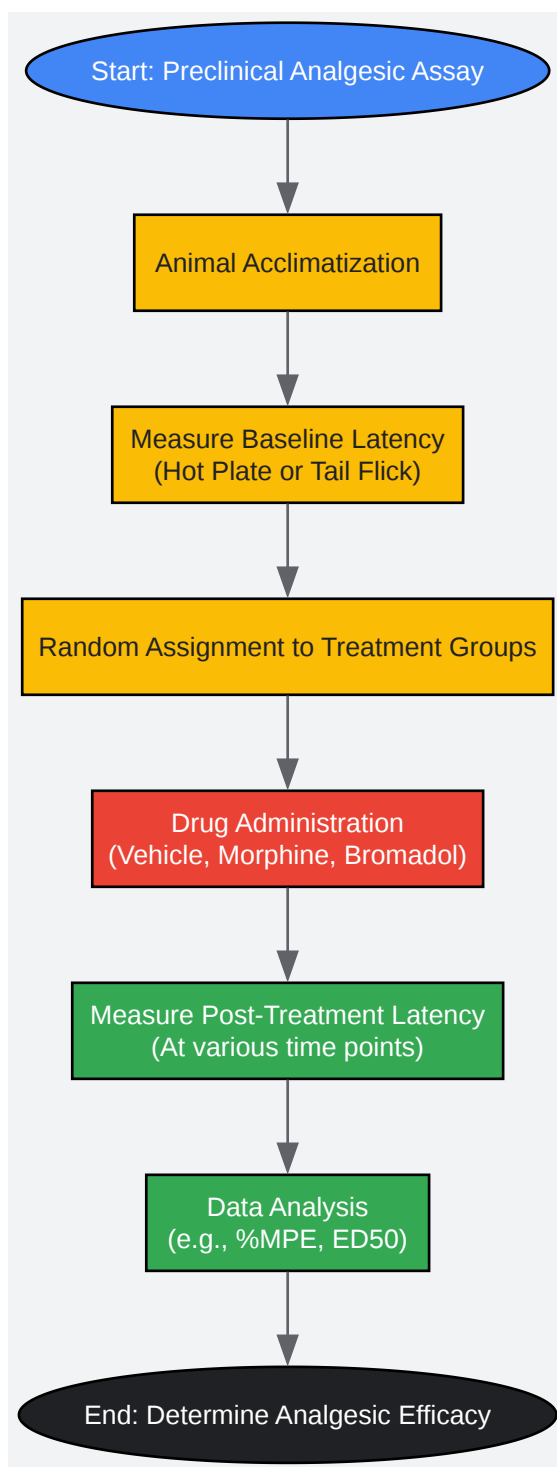 Start: Preclinical Analgesic Assay
Animal Acclimatization
Measure Baseline Latency
(Hot Plate or Tail Flick)
Random Assignment to Treatment Groups
Drug Administration
(Vehicle, Morphine, Bromadol)
Measure Post-Treatment Latency
(At various time points)
Data Analysis
(e.g., %MPE, ED50)
End: Determine Analgesic Efficacy